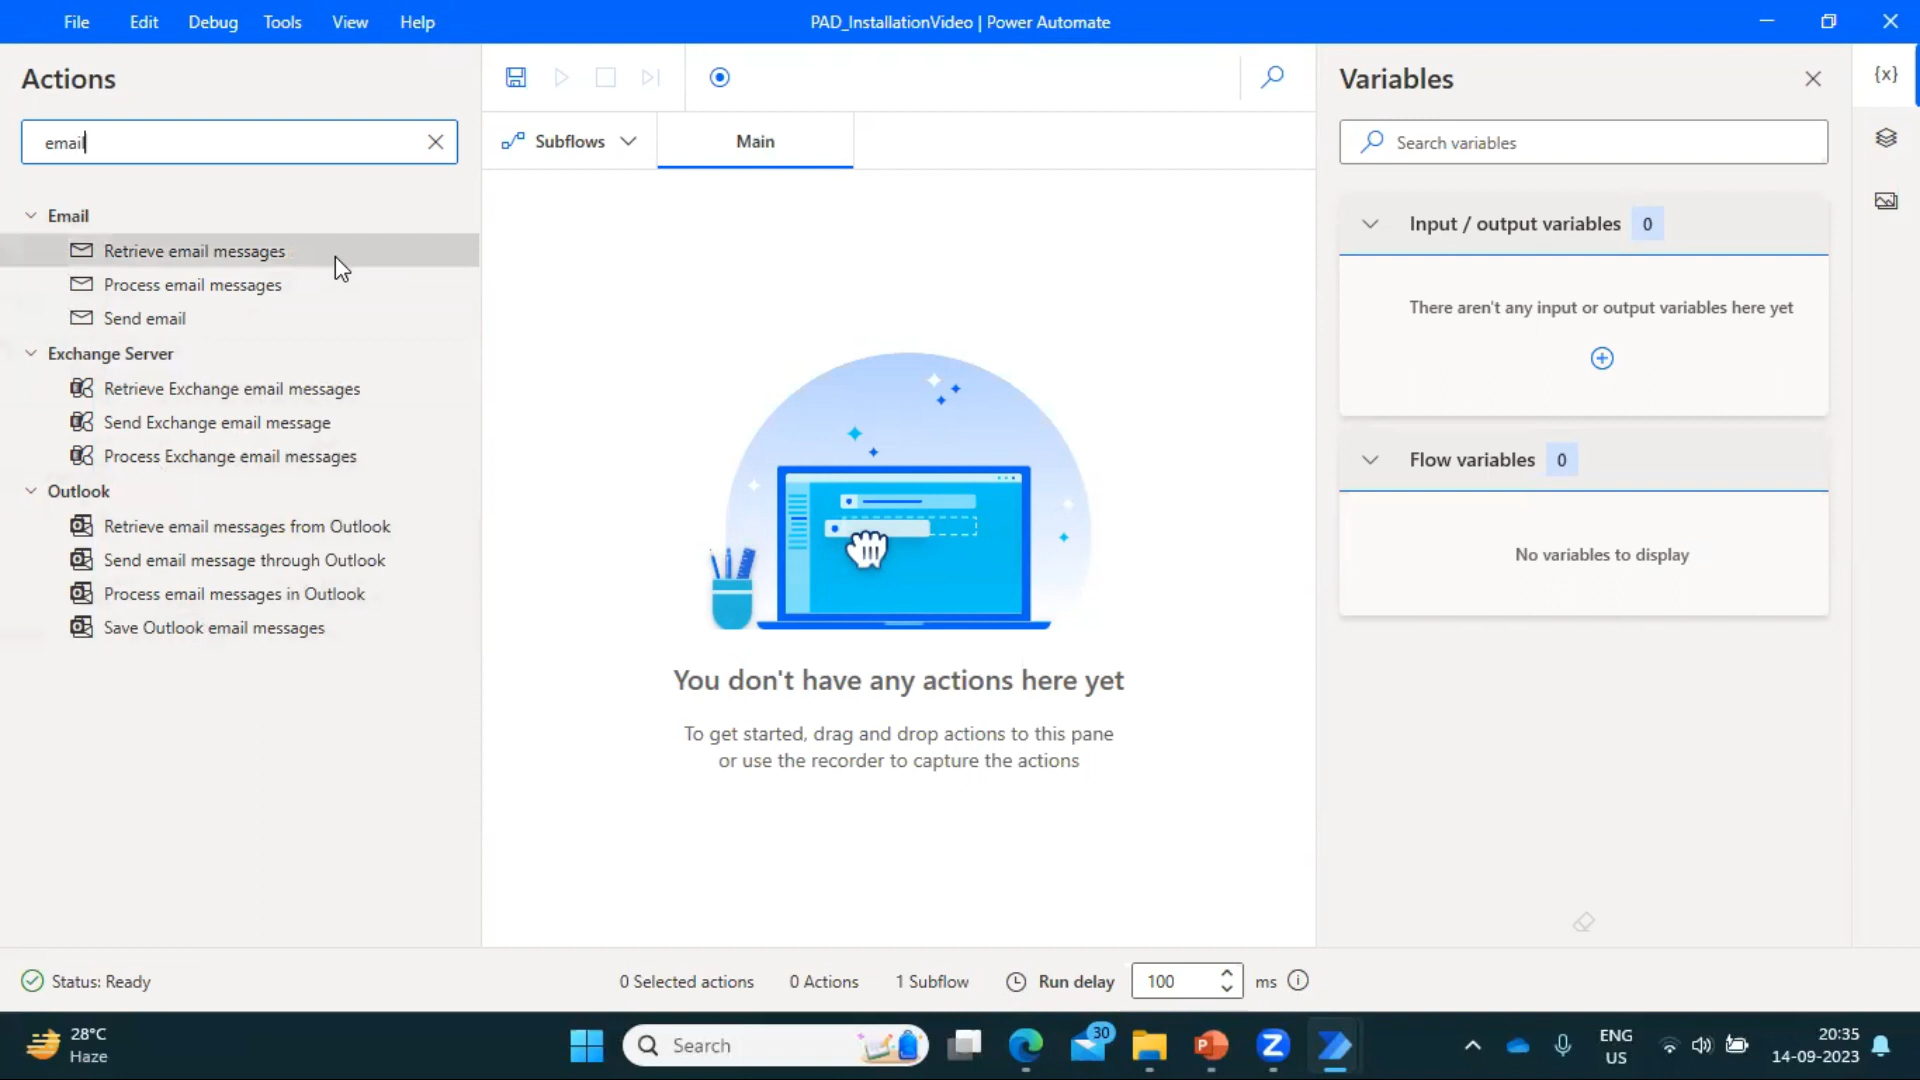 File Edit Debug Tools View Help
PAD_InstallationVideo | Power Automate
Actions
email
Email
Retrieve email messages
Process email messages
Send email
Exchange Server
Retrieve Exchange email messages
Send Exchange email message
Process Exchange email messages
Outlook
Retrieve email messages from Outlook
Send email message through Outlook
Process email messages in Outlook
Save Outlook email messages
Subflows
Main
You don't have any actions here yet
To get started, drag and drop actions to this pane
or use the recorder to capture the actions
Variables
{x}
Search variables
Input / output variables 0
There aren't any input or output variables here yet
Flow variables 0
No variables to display
Status: Ready
0 Selected actions
0 Actions
1 Subflow
Run delay
100
ms
28°C
Haze
Search
30
P
Z
ENG
US
20:35
14-09-2023